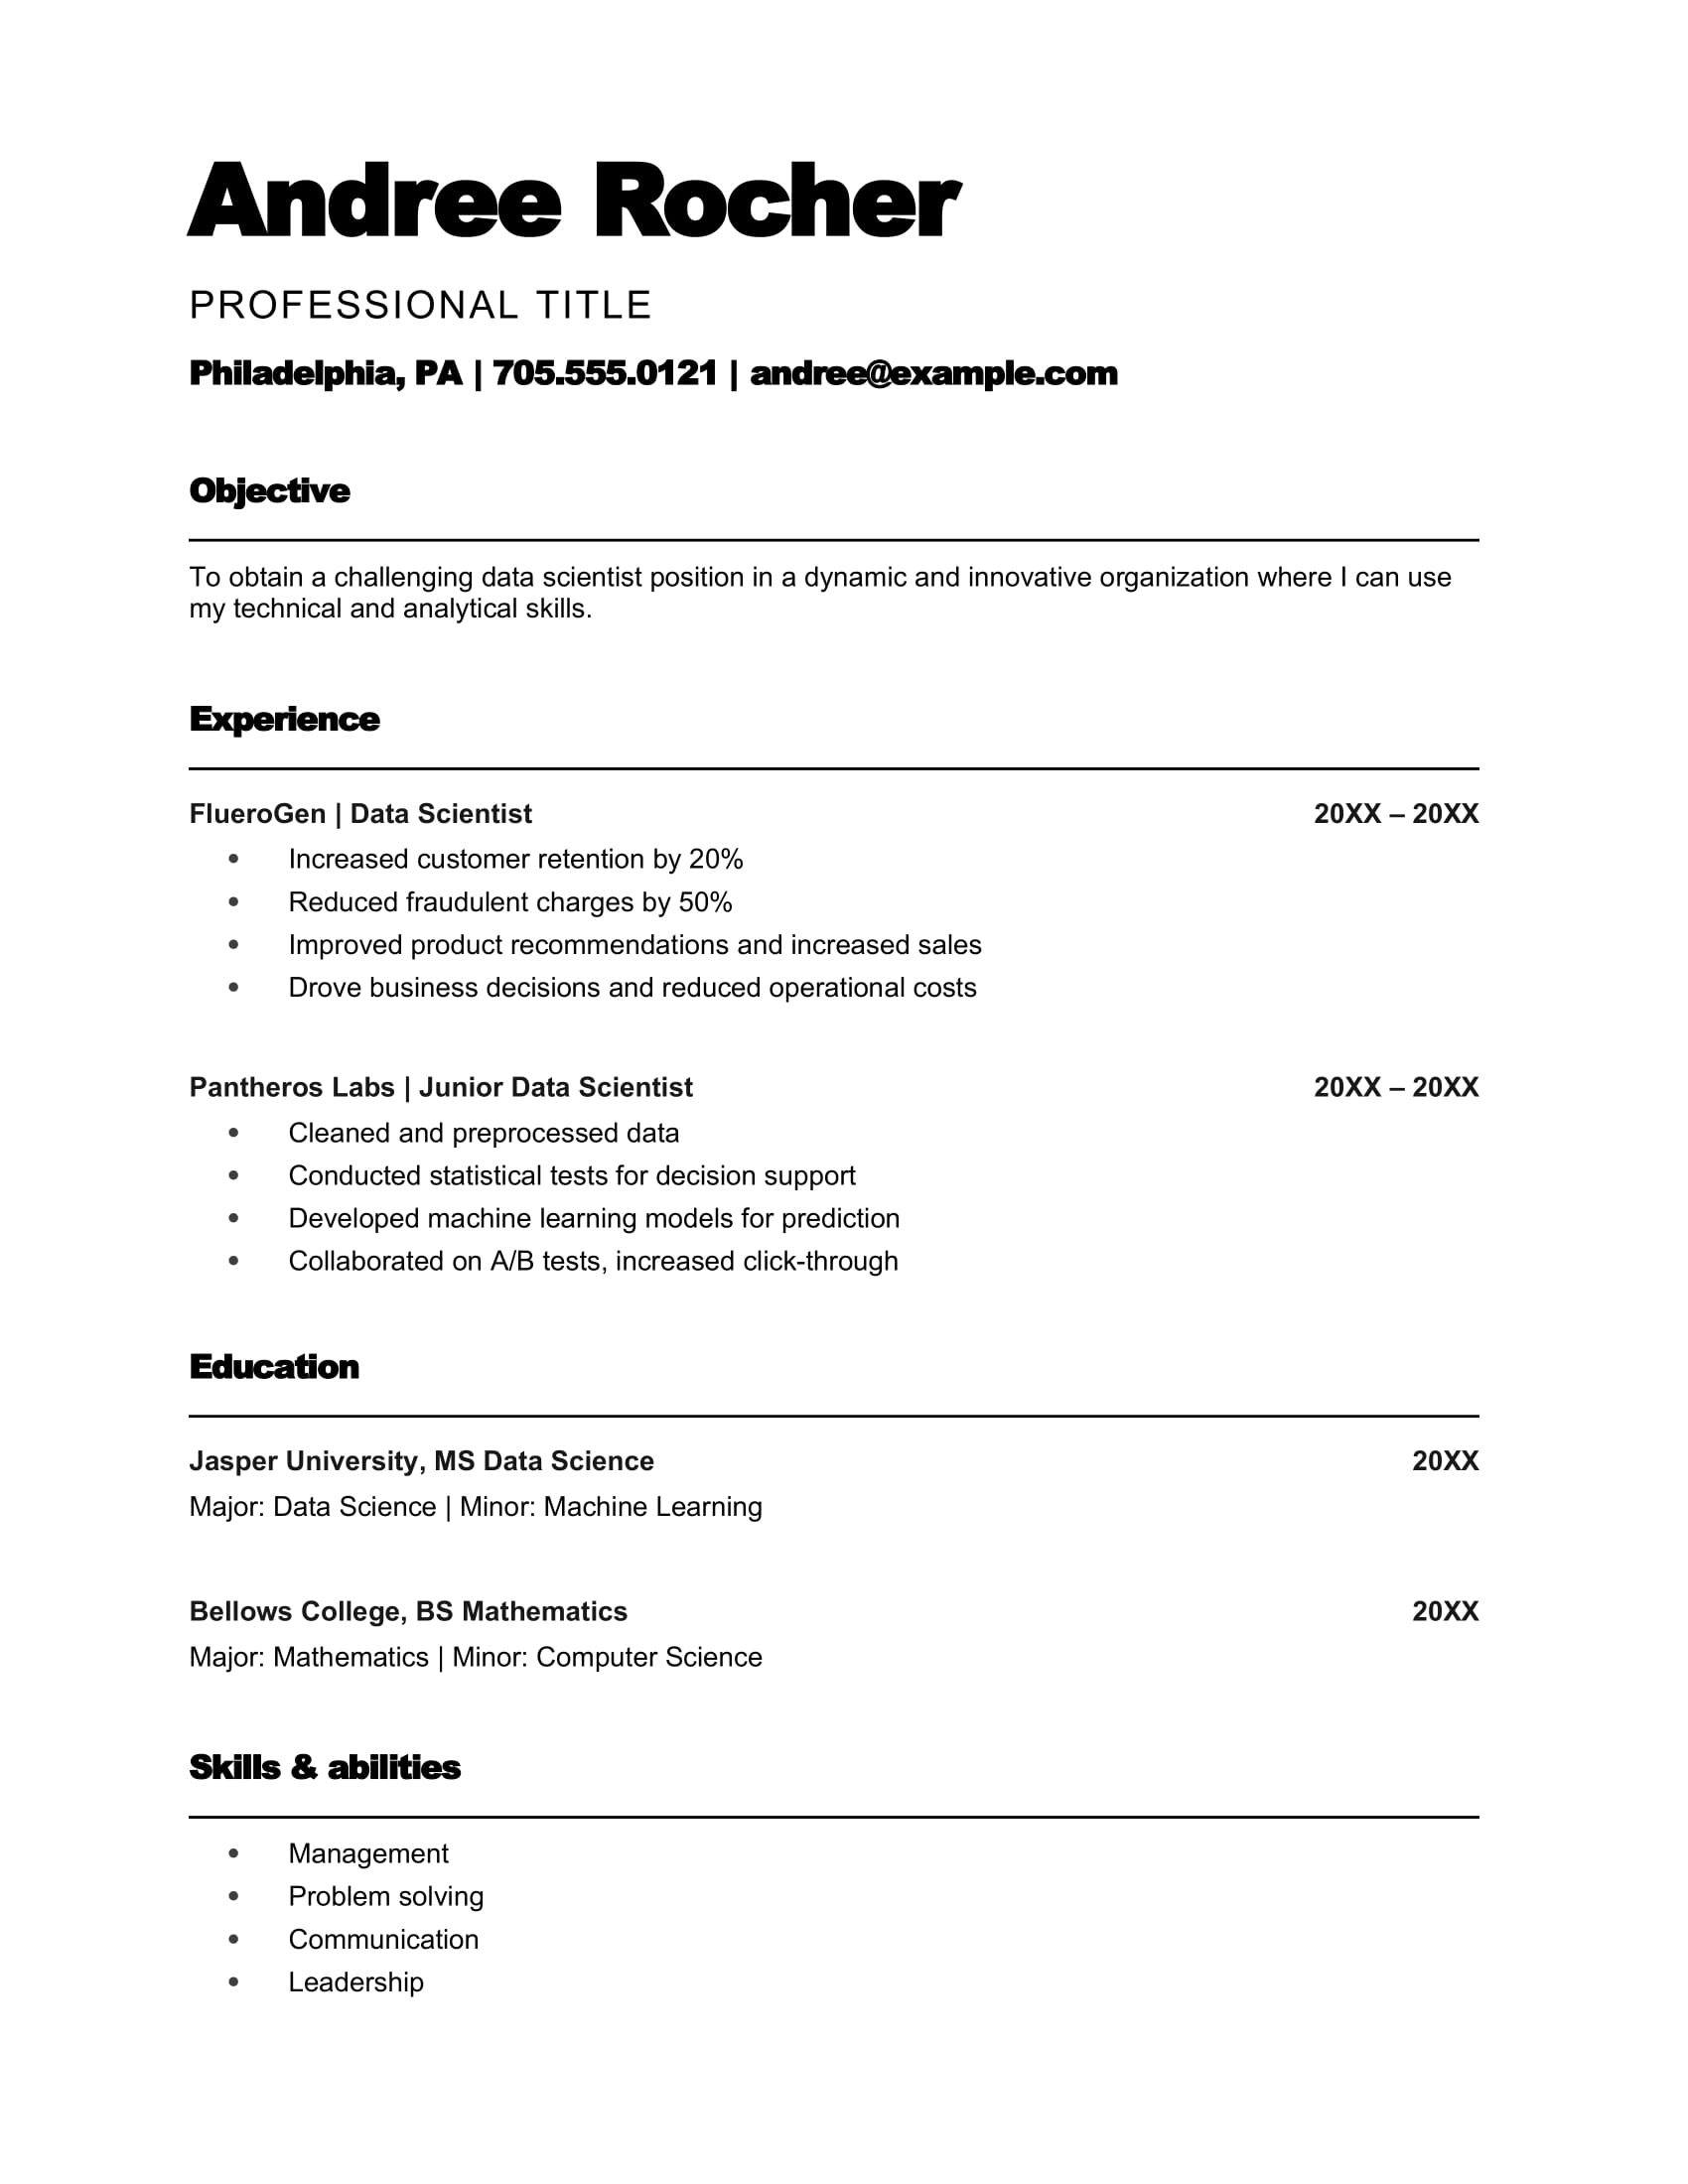 Andree Rocher
PROFESSIONAL TITLE
Philadelphia, PA | 705.555.0121 | andree@example.com
Objective
To obtain a challenging data scientist position in a dynamic and innovative organization where I can use
my technical and analytical skills.
Experience
FlueroGen | Data Scientist 20XX – 20XX
• Increased customer retention by 20%
• Reduced fraudulent charges by 50%
• Improved product recommendations and increased sales
• Drove business decisions and reduced operational costs
Pantheros Labs | Junior Data Scientist 20XX – 20XX
• Cleaned and preprocessed data
• Conducted statistical tests for decision support
• Developed machine learning models for prediction
• Collaborated on A/B tests, increased click-through
Education
Jasper University, MS Data Science 20XX
Major: Data Science | Minor: Machine Learning
Bellows College, BS Mathematics 20XX
Major: Mathematics | Minor: Computer Science
Skills & abilities
• Management
• Problem solving
• Communication
• Leadership